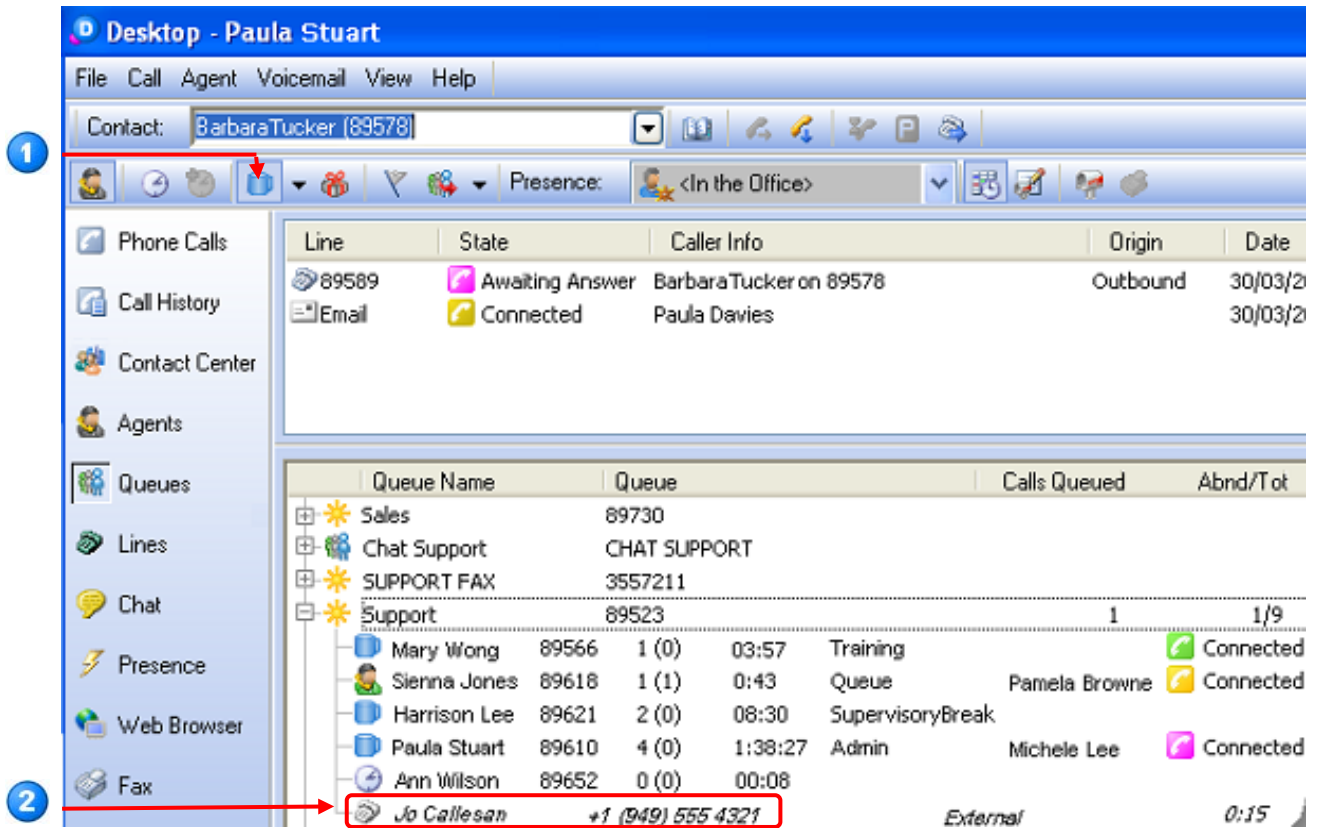 Desktop - Paula Stuart
File Call Agent Voicemail View Help
Contact: BarbaraTucker (89578)
1
Presence: <In the Office>
Phone Calls
Call History
Contact Center
Agents
Queues
Lines
Chat
Presence
Web Browser
Fax
Line State Caller Info Origin Date
89589 Awaiting Answer BarbaraTucker on 89578 Outbound 30/03/2
Email Connected Paula Davies 30/03/2
Queue Name Queue Calls Queued Abnd/Tot
Sales 89730
Chat Support CHAT SUPPORT
SUPPORT FAX 3557211
Support 89523 1 1/9
Mary Wong 89566 1 (0) 03:57 Training Connected
Sienna Jones 89618 1 (1) 0:43 Queue Pamela Browne Connected
Harrison Lee 89621 2 (0) 08:30 SupervisoryBreak
Paula Stuart 89610 4 (0) 1:38:27 Admin Michele Lee Connected
Ann Wilson 89652 0 (0) 00:08
2
Jo Callesan +1 (949) 555 4321 External 0:15